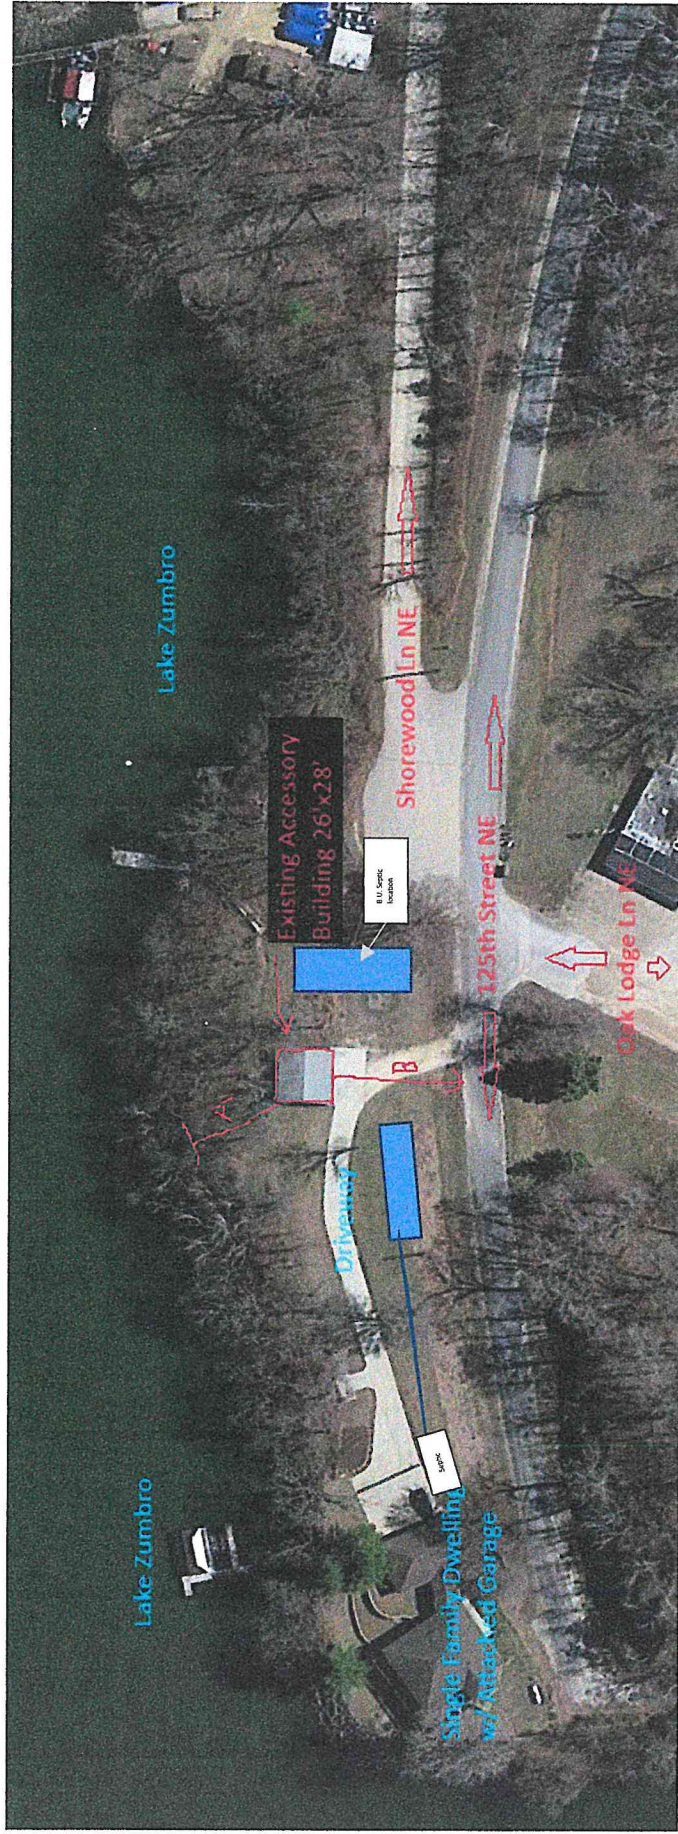 Lake Zumbro
Lake Zumbro
Existing Accessory
Building 26'x28'
A
B
B.U. Septic
location
Shorewood Ln NE
125th Street NE
Oak Lodge Ln NE
Driveway
Septic
Single Family Dwelling
w/ Attached Garage